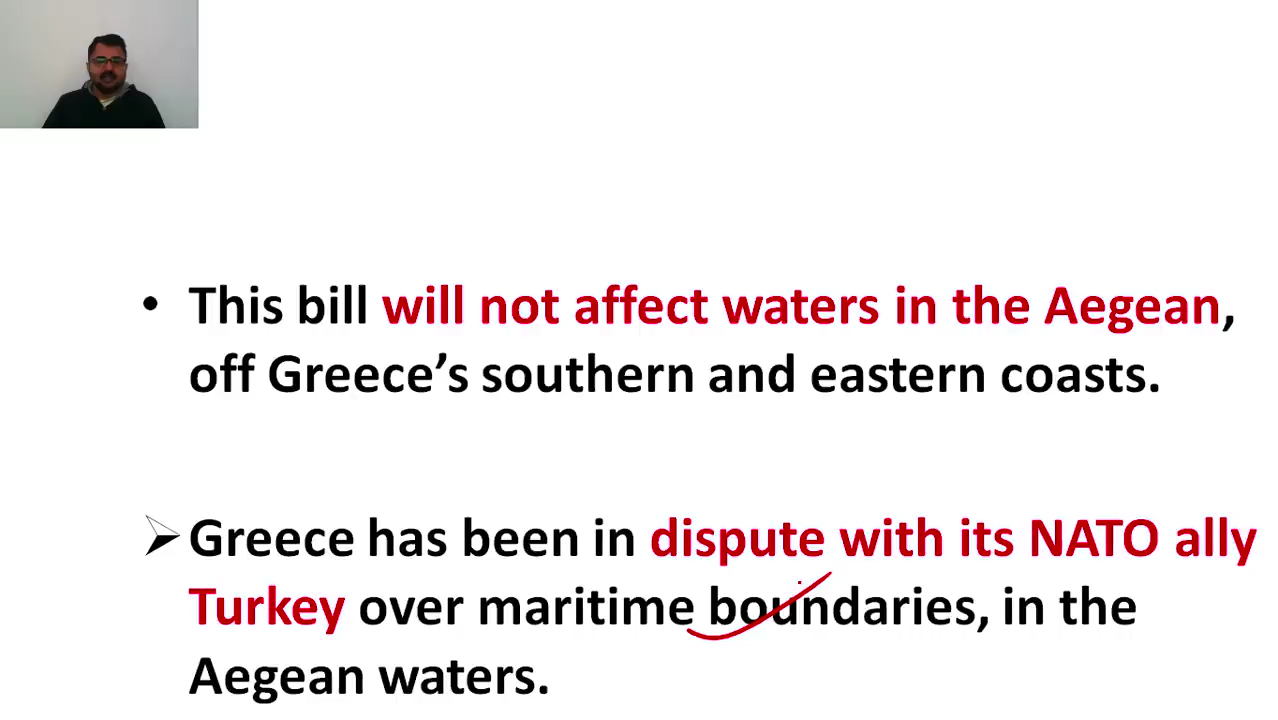 • This bill will not affect waters in the Aegean,
off Greece’s southern and eastern coasts.
➢ Greece has been in dispute with its NATO ally
Turkey over maritime boundaries, in the
Aegean waters.